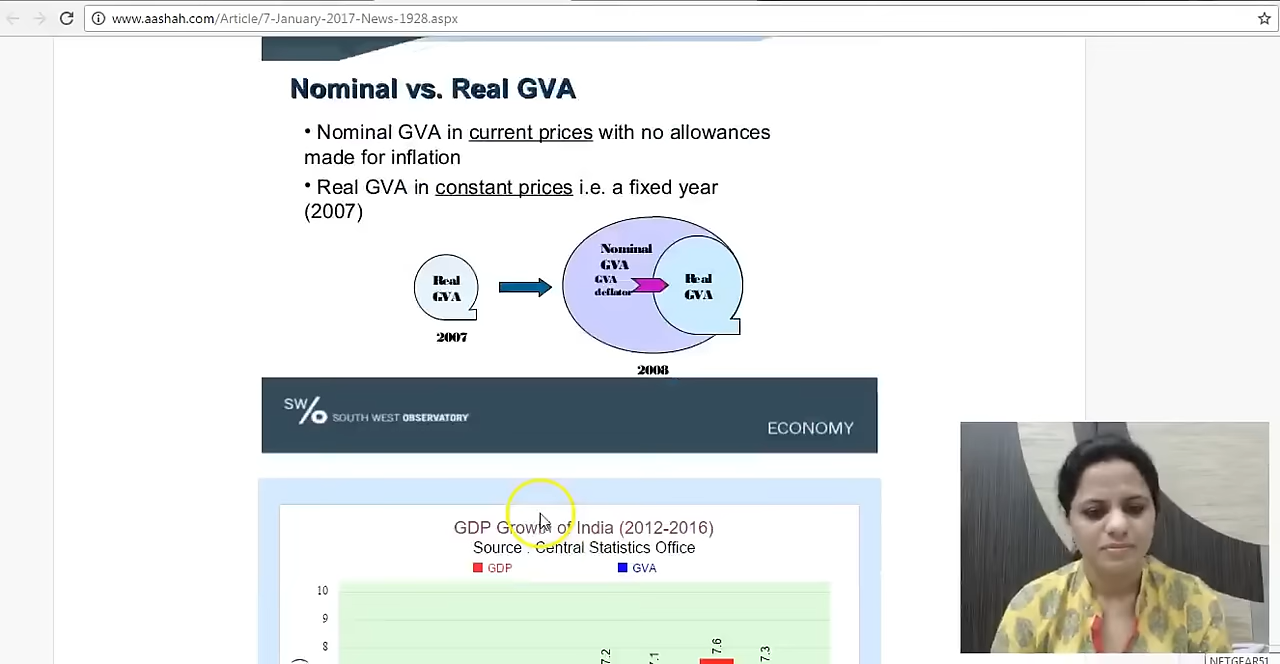 www.aashah.com/Article/7-January-2017-News-1928.aspx
Nominal vs. Real GVA
• Nominal GVA in current prices with no allowances
made for inflation
• Real GVA in constant prices i.e. a fixed year
(2007)
Real
GVA
2007
Nominal
GVA
GVA
deflator
Real
GVA
2008
SW/o SOUTH WEST OBSERVATORY
ECONOMY
GDP Growth of India (2012-2016)
Source : Central Statistics Office
GDP
GVA
10
9
8
7.2
7.1
7.6
7.3
NETGEAR51